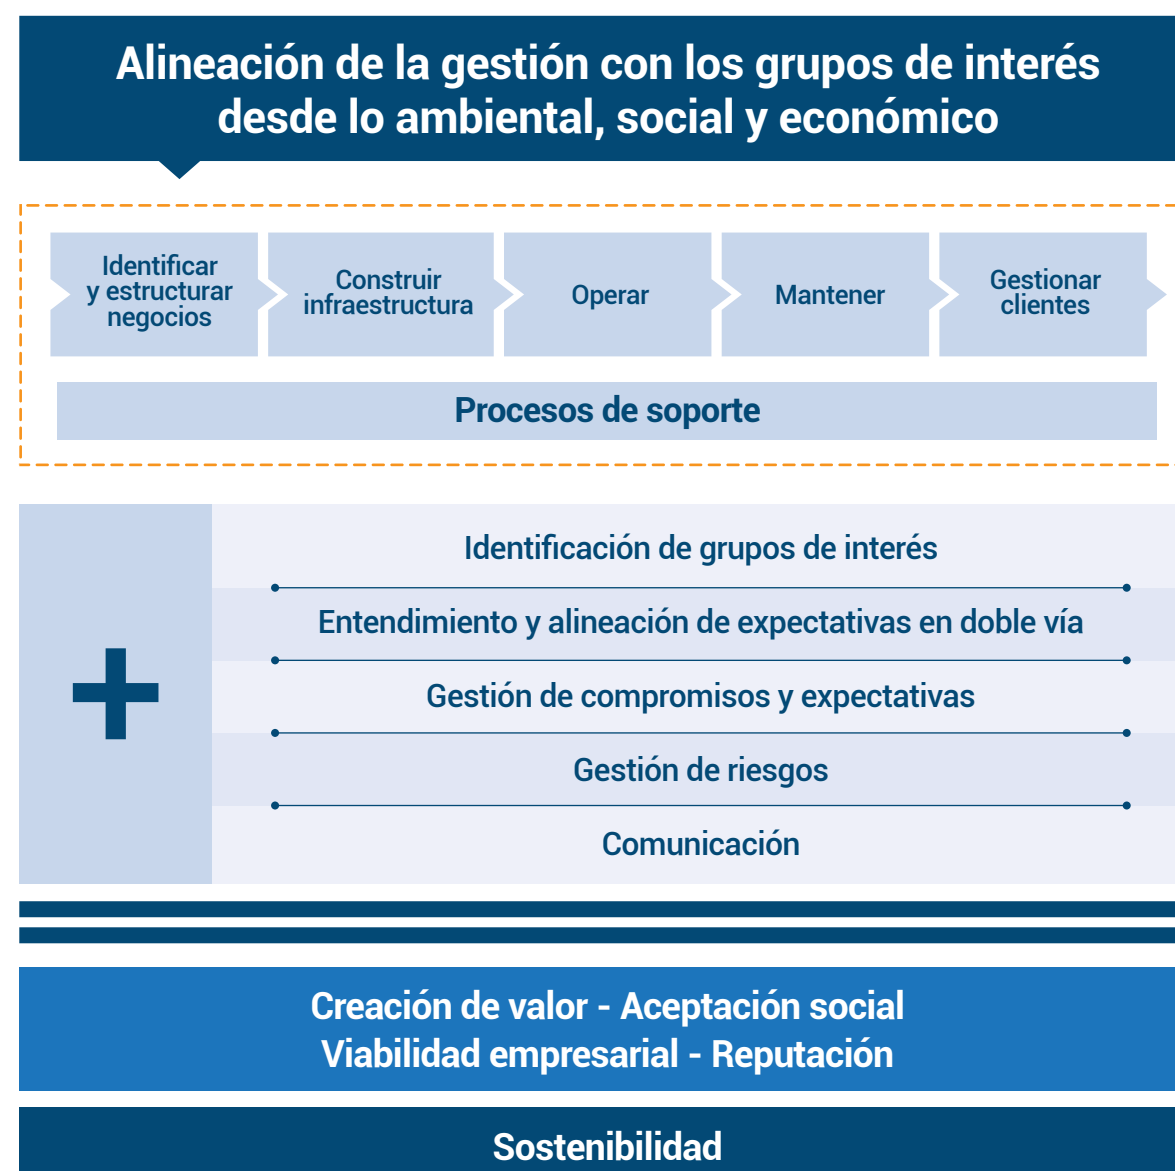 Alineación de la gestión con los grupos de interés
desde lo ambiental, social y económico
Identificar
y estructurar
negocios
Construir
infraestructura
Operar
Mantener
Gestionar
clientes
Procesos de soporte
+
Identificación de grupos de interés
Entendimiento y alineación de expectativas en doble vía
Gestión de compromisos y expectativas
Gestión de riesgos
Comunicación
Creación de valor - Aceptación social
Viabilidad empresarial - Reputación
Sostenibilidad